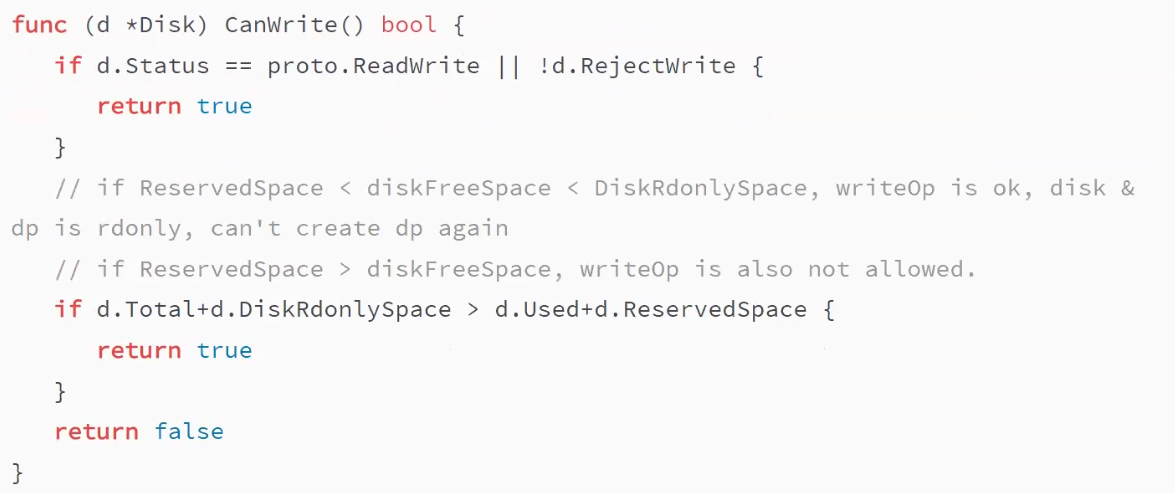 func (d *Disk) CanWrite() bool {
   if d.Status == proto.ReadWrite || !d.RejectWrite {
      return true
   }
   // if ReservedSpace < diskFreeSpace < DiskRdonlySpace, writeOp is ok, disk &
dp is rdonly, can't create dp again
   // if ReservedSpace > diskFreeSpace, writeOp is also not allowed.
   if d.Total+d.DiskRdonlySpace > d.Used+d.ReservedSpace {
      return true
   }
   return false
}